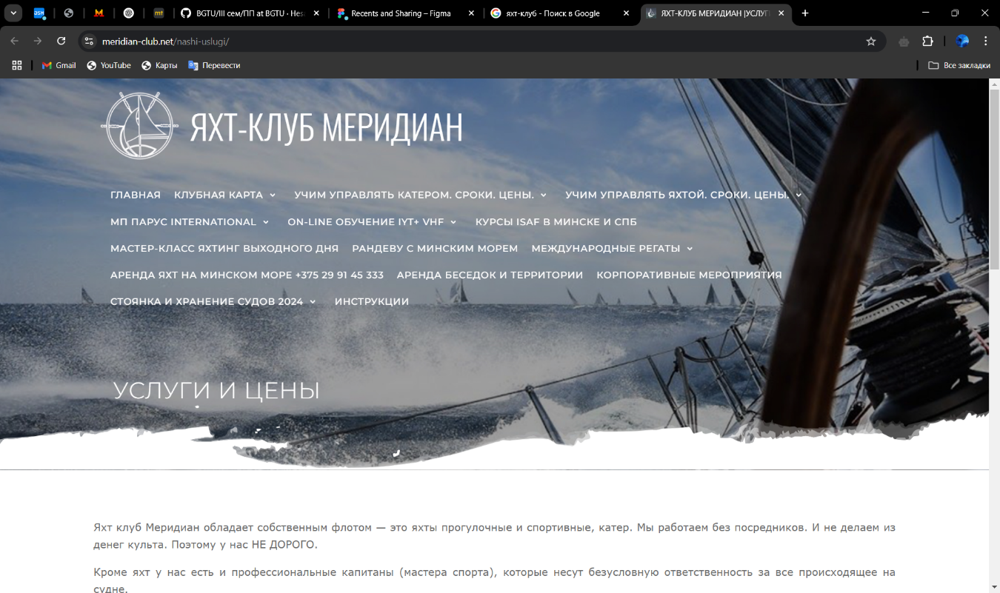 BGTU/III сем/ПП at BGTU · Hes
Recents and Sharing – Figma
яхт-клуб - Поиск в Google
ЯХТ-КЛУБ МЕРИДИАН |УСЛУГ
meridian-club.net/nashi-uslugi/
Gmail
YouTube
Карты
Перевести
Все закладки
ЯХТ-КЛУБ МЕРИДИАН
ГЛАВНАЯ КЛУБНАЯ КАРТА УЧИМ УПРАВЛЯТЬ КАТЕРОМ. СРОКИ. ЦЕНЫ. УЧИМ УПРАВЛЯТЬ ЯХТОЙ. СРОКИ. ЦЕНЫ.
МП ПАРУС INTERNATIONAL ON-LINE ОБУЧЕНИЕ IYT+ VHF КУРСЫ ISAF В МИНСКЕ И СПБ
МАСТЕР-КЛАСС ЯХТИНГ ВЫХОДНОГО ДНЯ РАНДЕВУ С МИНСКИМ МОРЕМ МЕЖДУНАРОДНЫЕ РЕГАТЫ
АРЕНДА ЯХТ НА МИНСКОМ МОРЕ +375 29 91 45 333 АРЕНДА БЕСЕДОК И ТЕРРИТОРИИ КОРПОРАТИВНЫЕ МЕРОПРИЯТИЯ
СТОЯНКА И ХРАНЕНИЕ СУДОВ 2024 ИНСТРУКЦИИ
УСЛУГИ И ЦЕНЫ
Яхт клуб Меридиан обладает собственным флотом — это яхты прогулочные и спортивные, катер. Мы работаем без посредников. И не делаем из
денег культа. Поэтому у нас НЕ ДОРОГО.
Кроме яхт у нас есть и профессиональные капитаны (мастера спорта), которые несут безусловную ответственность за все происходящее на
судне.